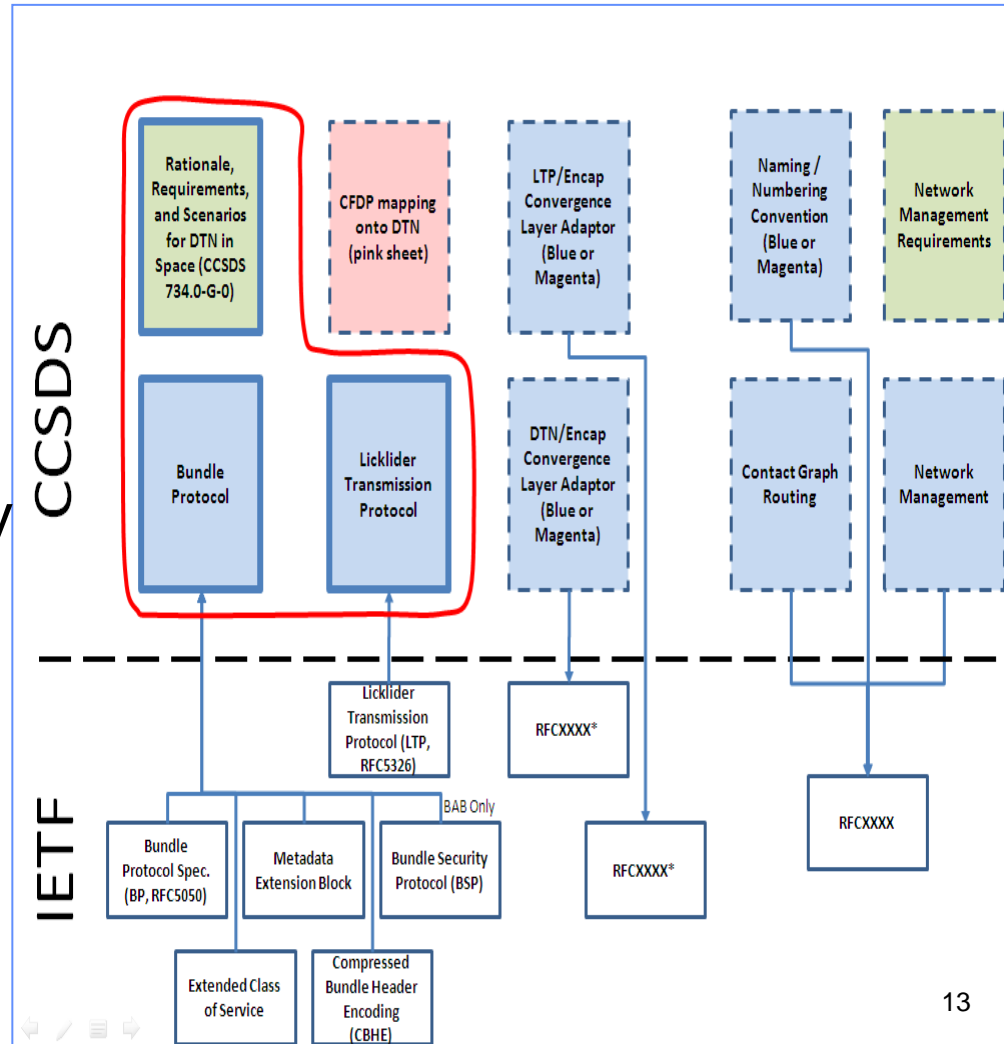 CCSDS
Rationale,
Requirements,
and Scenarios
for DTN in
Space (CCSDS
734.0-G-0)
CFDP mapping
onto DTN
(pink sheet)
LTP/Encap
Convergence
Layer Adaptor
(Blue or
Magenta)
Naming /
Numbering
Convention
(Blue or
Magenta)
Network
Management
Requirements
Bundle
Protocol
Licklider
Transmission
Protocol
DTN/Encap
Convergence
Layer Adaptor
(Blue or
Magenta)
Contact Graph
Routing
Network
Management
y
IETF
Licklider
Transmission
Protocol (LTP,
RFC5326)
RFCXXXX*
RFCXXXX
BAB Only
Bundle
Protocol Spec.
(BP, RFC5050)
Metadata
Extension Block
Bundle Security
Protocol (BSP)
RFCXXXX*
Extended Class
of Service
Compressed
Bundle Header
Encoding
(CBHE)
13